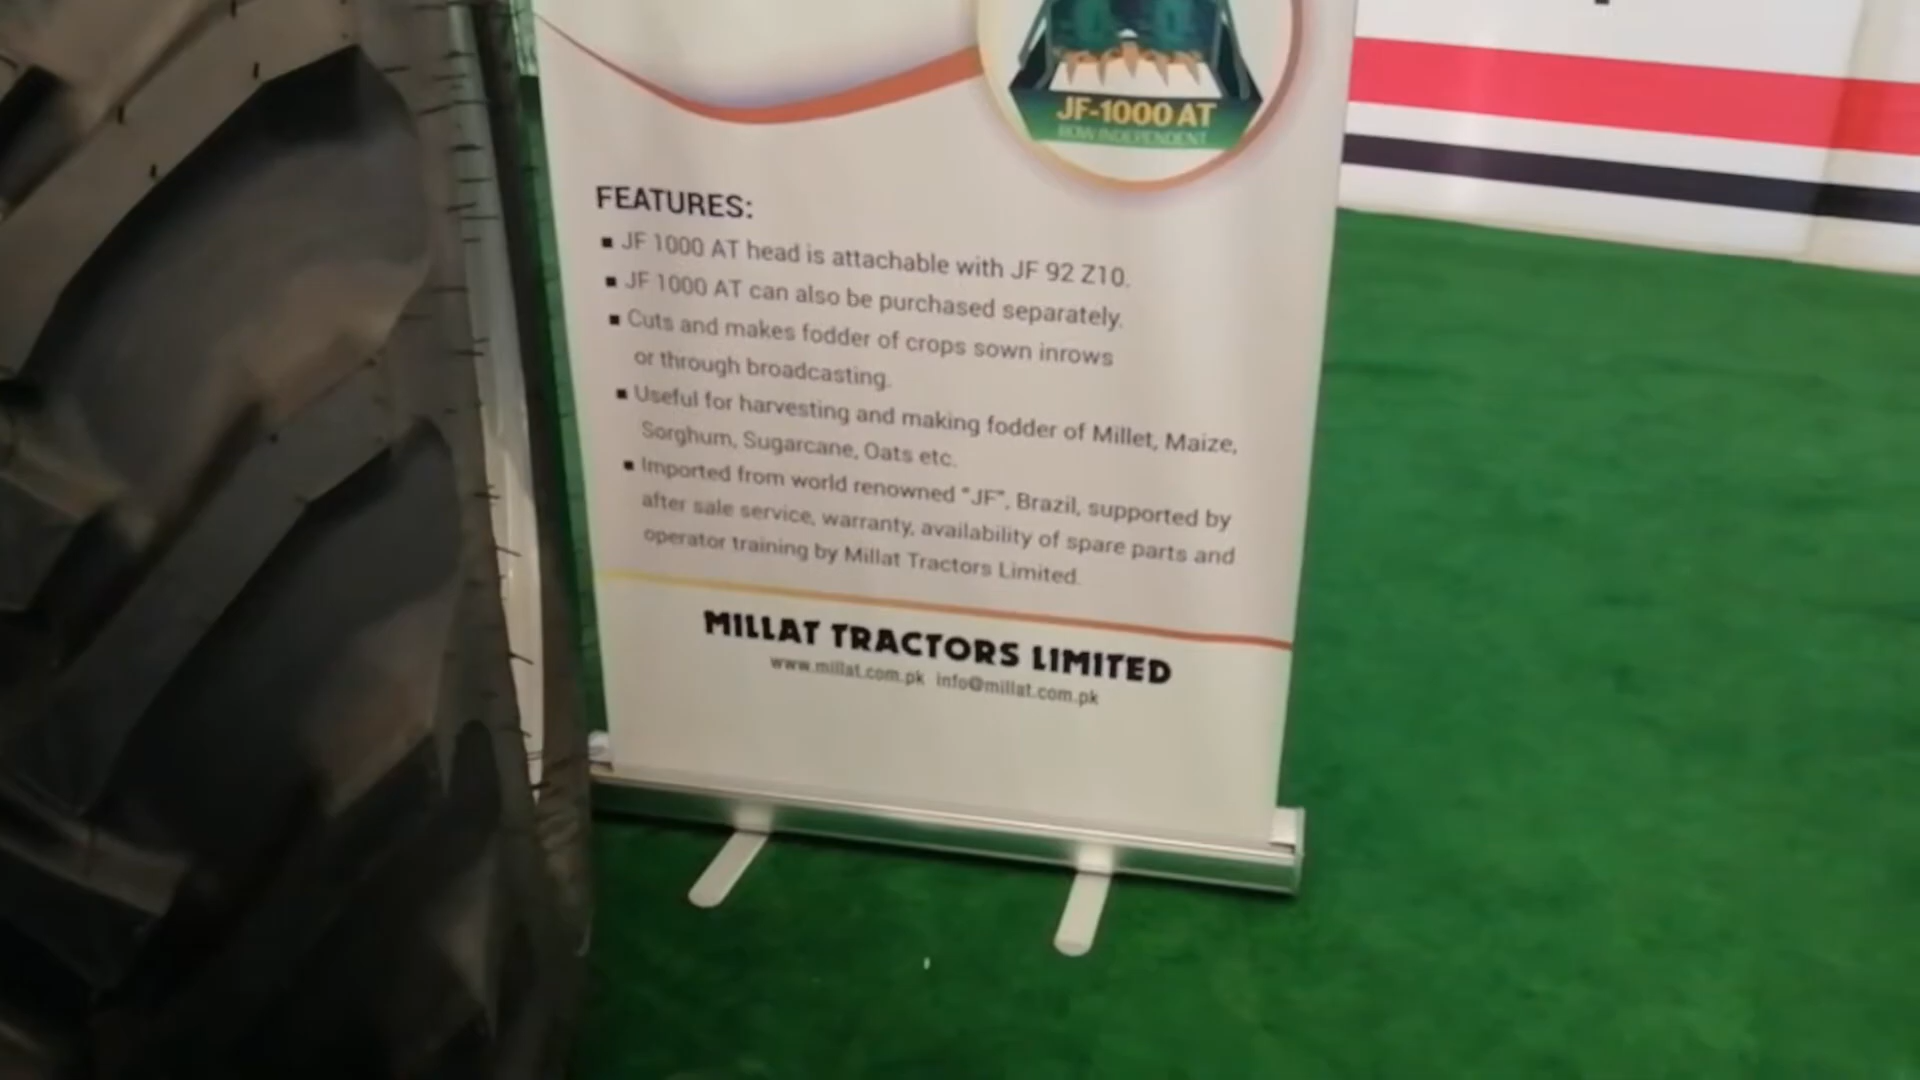 JF-1000 AT
ROW INDEPENDENT
FEATURES:
▪ JF 1000 AT head is attachable with JF 92 Z10.
▪ JF 1000 AT can also be purchased separately.
▪ Cuts and makes fodder of crops sown inrows
or through broadcasting.
▪ Useful for harvesting and making fodder of Millet, Maize,
Sorghum, Sugarcane, Oats etc.
▪ Imported from world renowned "JF", Brazil, supported by
after sale service, warranty, availability of spare parts and
operator training by Millat Tractors Limited.
MILLAT TRACTORS LIMITED
www.millat.com.pk info@millat.com.pk